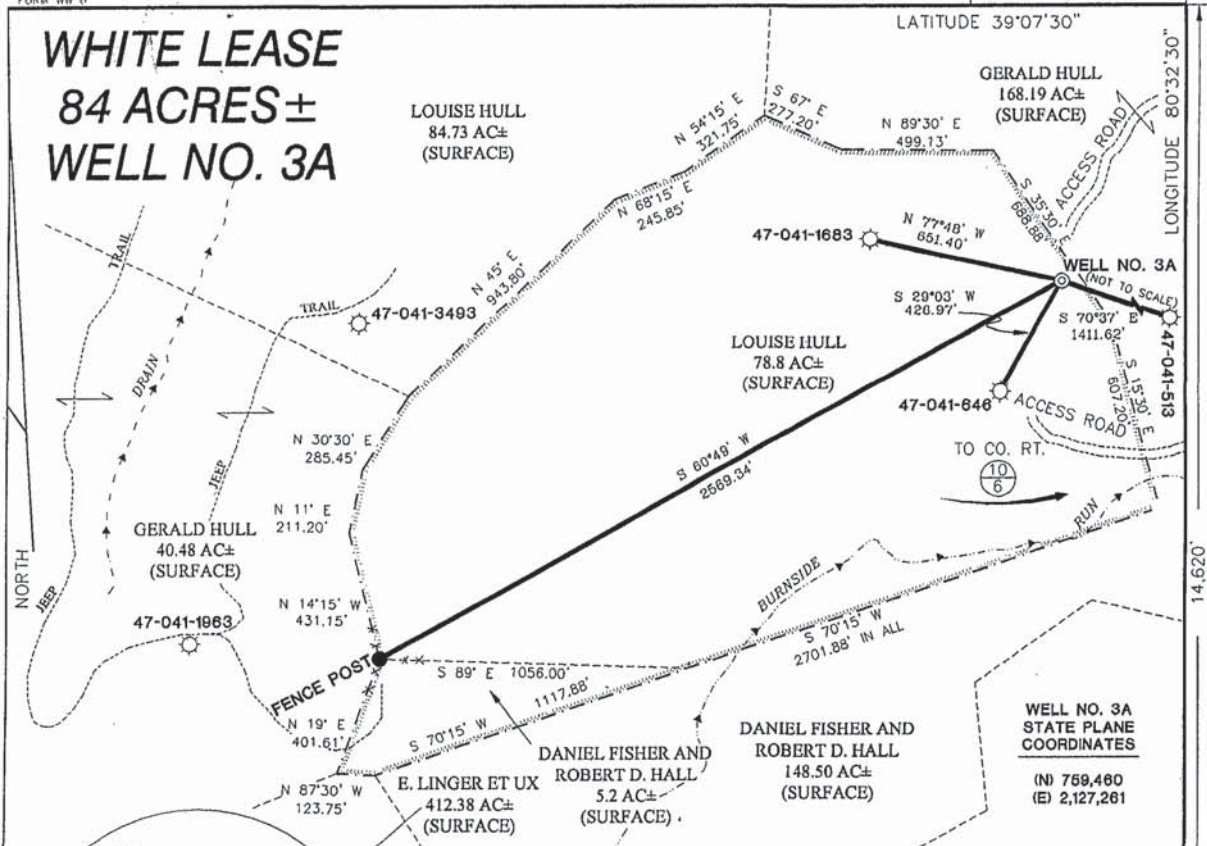 WHITE LEASE
84 ACRES±
WELL NO. 3A
LATITUDE 39°07'30"
LONGITUDE 80°32'30"
14,620'
LOUISE HULL
84.73 AC±
(SURFACE)
GERALD HULL
168.19 AC±
(SURFACE)
ACCESS ROAD
S 67° E
277.20'
N 89°30' E
499.13'
N 54°15' E
321.75'
N 68°15' E
245.85'
S 35°30' E
688.88'
47-041-1683
N 77°48' W
651.40'
WELL NO. 3A
(NOT TO SCALE)
S 29°03' W
S 70°37' E
1411.62'
47-041-513
TRAIL
TRAIL
47-041-3493
N 45° E
943.80'
DRAIN
LOUISE HULL
78.8 AC±
(SURFACE)
47-041-646
ACCESS ROAD
S 15°30' E
607.20'
TO CO. RT.
10
6
N 30°30' E
285.45'
S 60°49' W
2569.34'
JEEP
N 11° E
211.20'
GERALD HULL
40.48 AC±
(SURFACE)
NORTH
JEEP
RUN
BURNSIDE
N 14°15' W
431.15'
47-041-1963
S 70°15' W
2701.88' IN ALL
FENCE POST
S 89° E 1056.00'
1117.88'
S 70°15' W
N 19° E
401.61'
DANIEL FISHER AND
ROBERT D. HALL
5.2 AC±
(SURFACE)
DANIEL FISHER AND
ROBERT D. HALL
148.50 AC±
(SURFACE)
WELL NO. 3A
STATE PLANE
COORDINATES
(N) 759,460
(E) 2,127,261
N 87°30' W
123.75'
E. LINGER ET UX
412.38 AC±
(SURFACE)